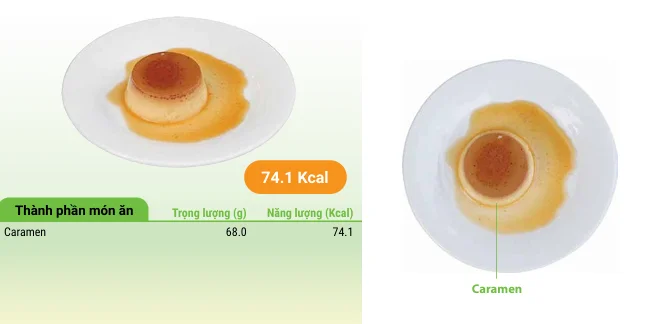 74.1 Kcal
Thành phần món ăn Trọng lượng (g) Năng lượng (Kcal)
Caramen 68.0 74.1
Caramen